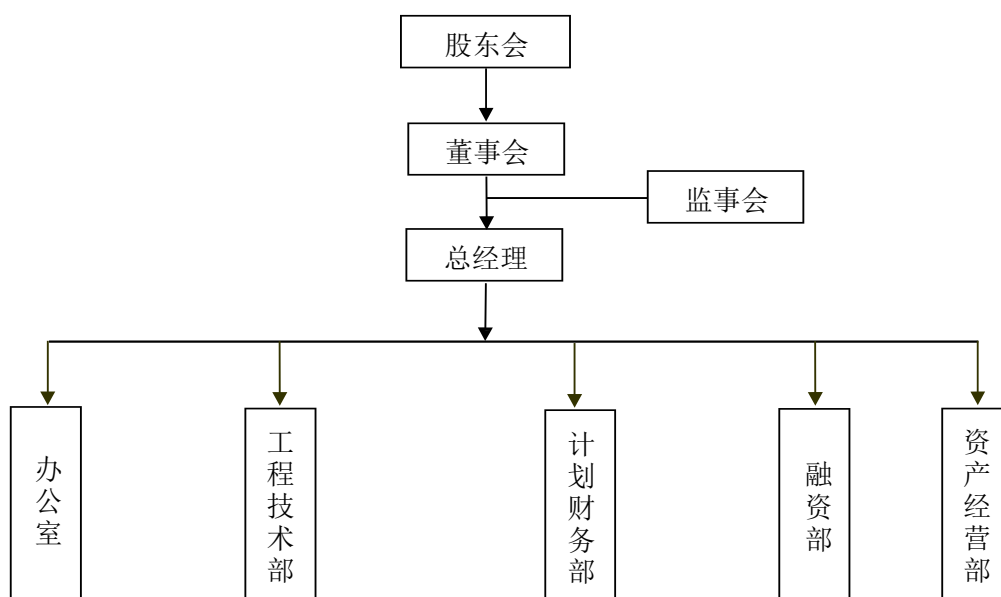 股东会
董事会
监事会
总经理
办公室
工程技术部
计划财务部
融资部
资产经营部